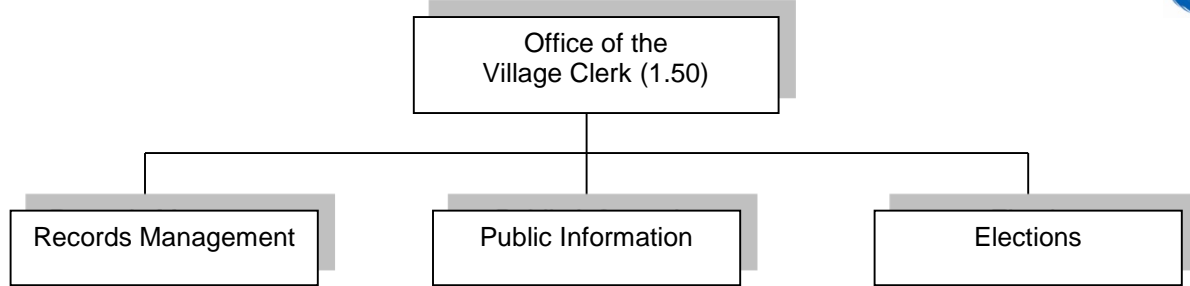 Office of the
Village Clerk (1.50)
Records Management
Public Information
Elections